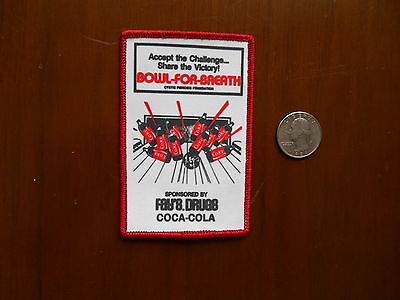 Accept the Challenge...
Share the Victory!
BOWL-FOR-BREATH
CYSTIC FIBROSIS FOUNDATION
SPONSORED BY
FAY'S DRUGS
COCA-COLA